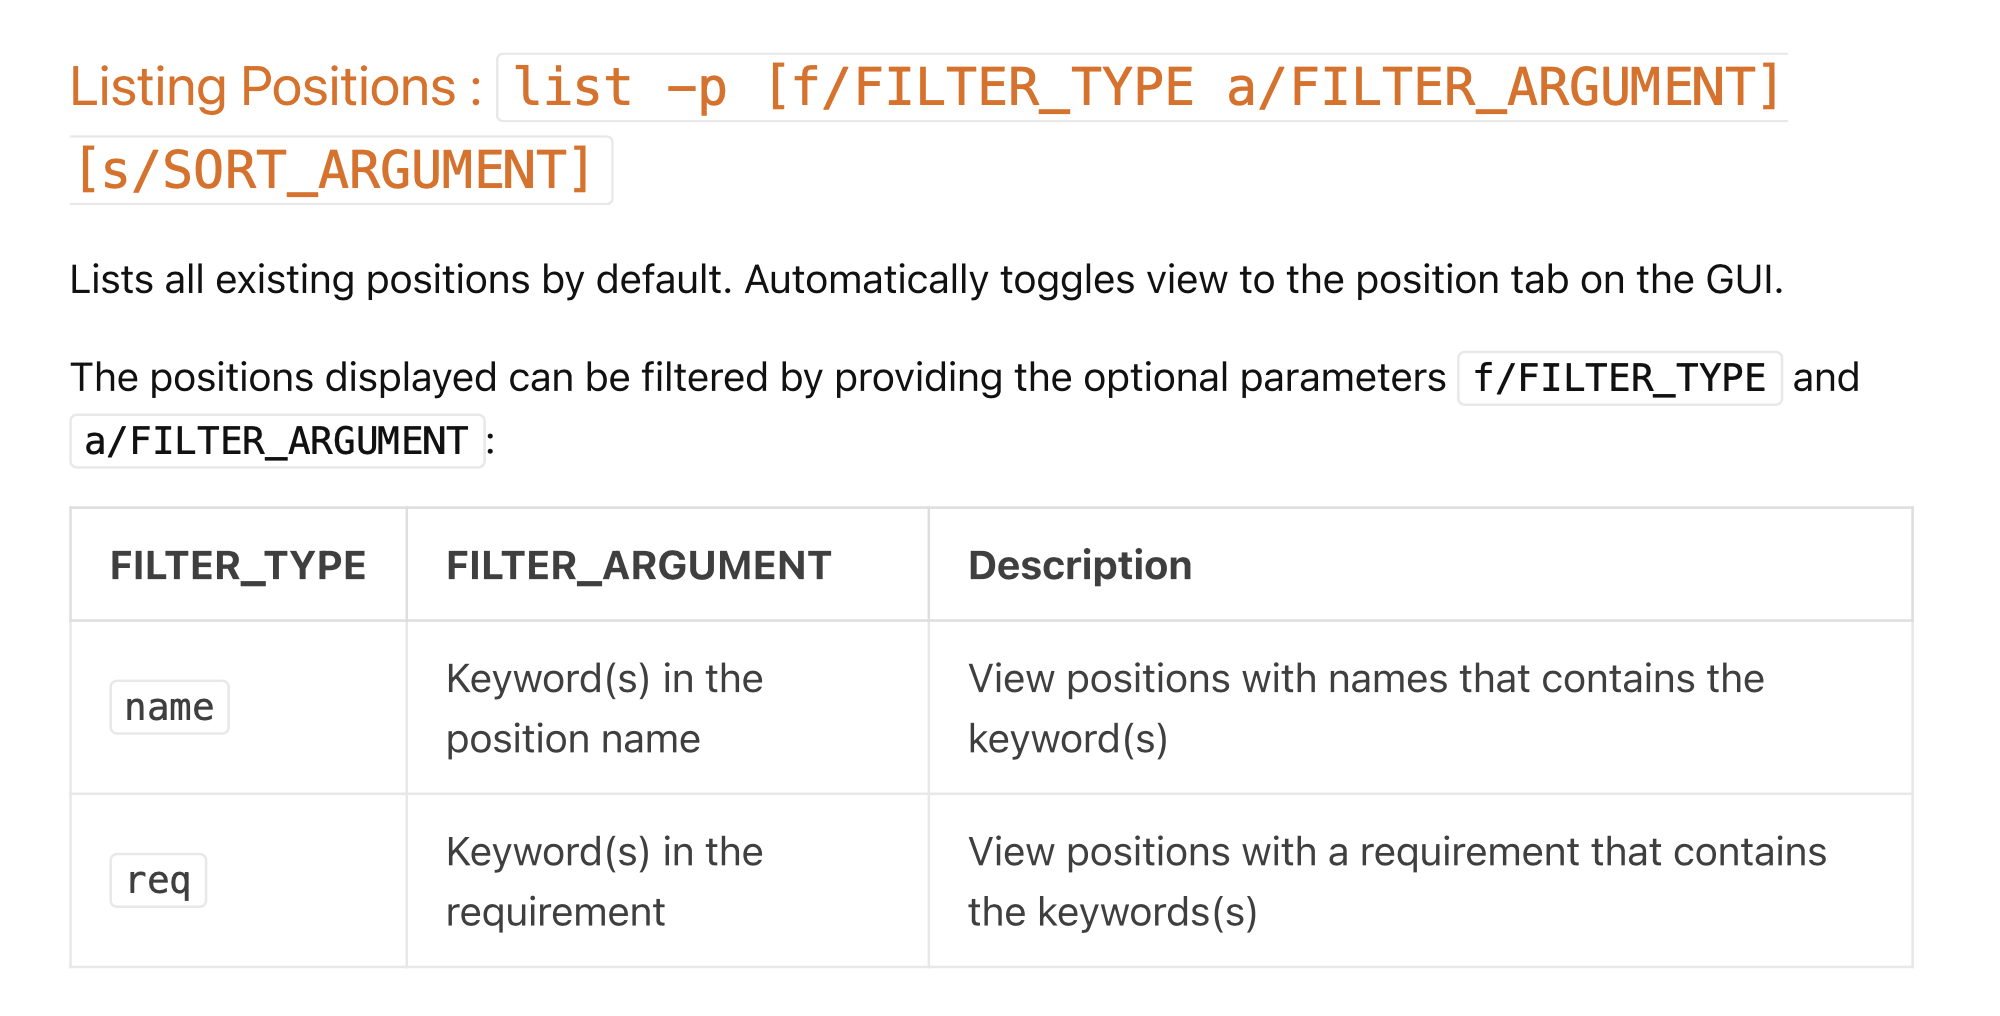 Listing Positions : list -p [f/FILTER_TYPE a/FILTER_ARGUMENT]
[s/SORT_ARGUMENT]
Lists all existing positions by default. Automatically toggles view to the position tab on the GUI.
The positions displayed can be filtered by providing the optional parameters f/FILTER_TYPE and
a/FILTER_ARGUMENT :
FILTER_TYPE FILTER_ARGUMENT Description
name
Keyword(s) in the
position name
View positions with names that contains the
keyword(s)
req
Keyword(s) in the
requirement
View positions with a requirement that contains
the keywords(s)